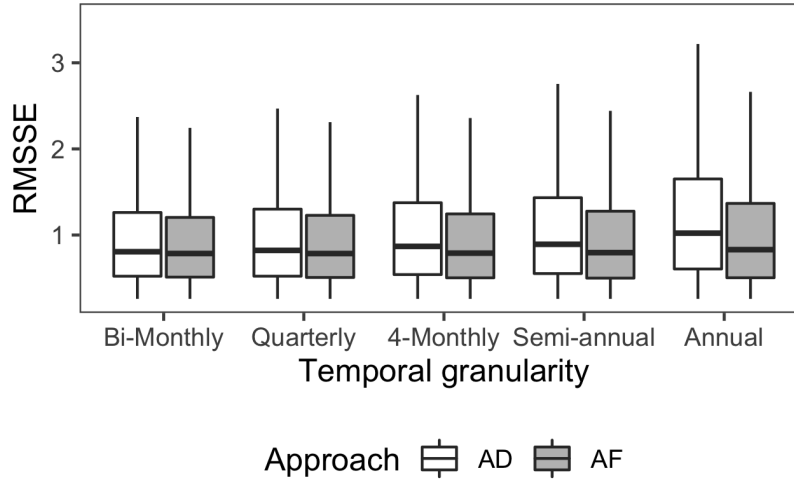 RMSSE
3
2
1
Bi-Monthly Quarterly 4-Monthly Semi-annual Annual
Temporal granularity
Approach AD AF